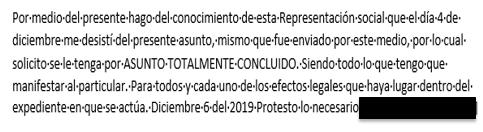 Por medio del presente hago del conocimiento de esta Representación social que el día 4 de
diciembre me desistí del presente asunto, mismo que fue enviado por este medio, por lo cual
solicito se le tenga por ASUNTO TOTALMENTE CONCLUIDO. Siendo todo lo que tengo que
manifestar al particular. Para todos y cada uno de los efectos legales que haya lugar dentro del
expediente en que se actúa. Diciembre 6 del 2019 Protesto lo necesario